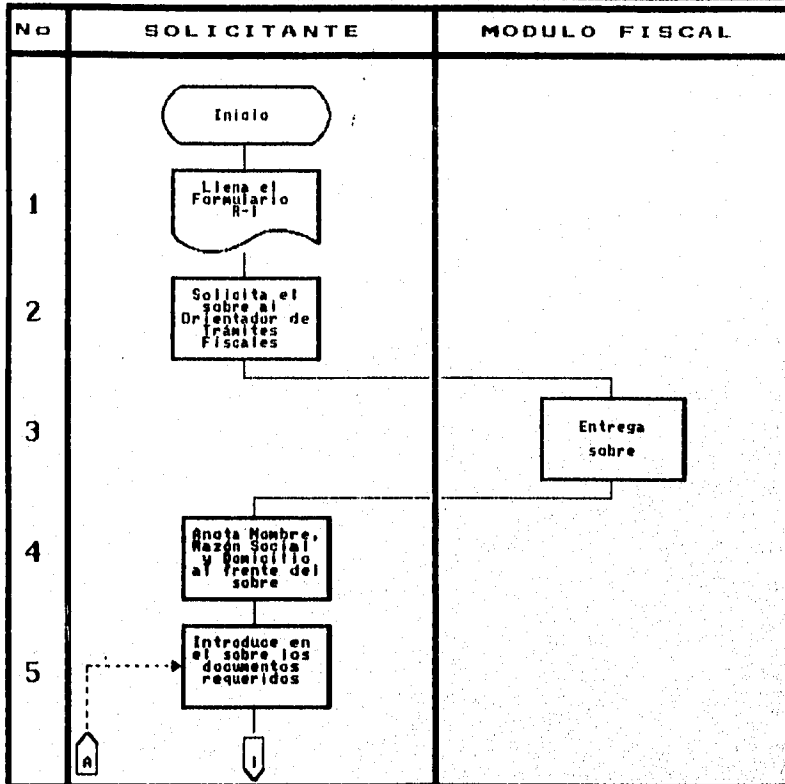 No SOLICITANTE MODULO FISCAL
Inicio
1
Llena el
Formulario
R-1
2
Solicita el
sobre al
Orientador de
Trámites
Fiscales
3
Entrega
sobre
4
Anota Nombre,
Razón Social
y Domicilio
al frente del
sobre
5
Introduce en
el sobre los
documentos
requeridos
A
1